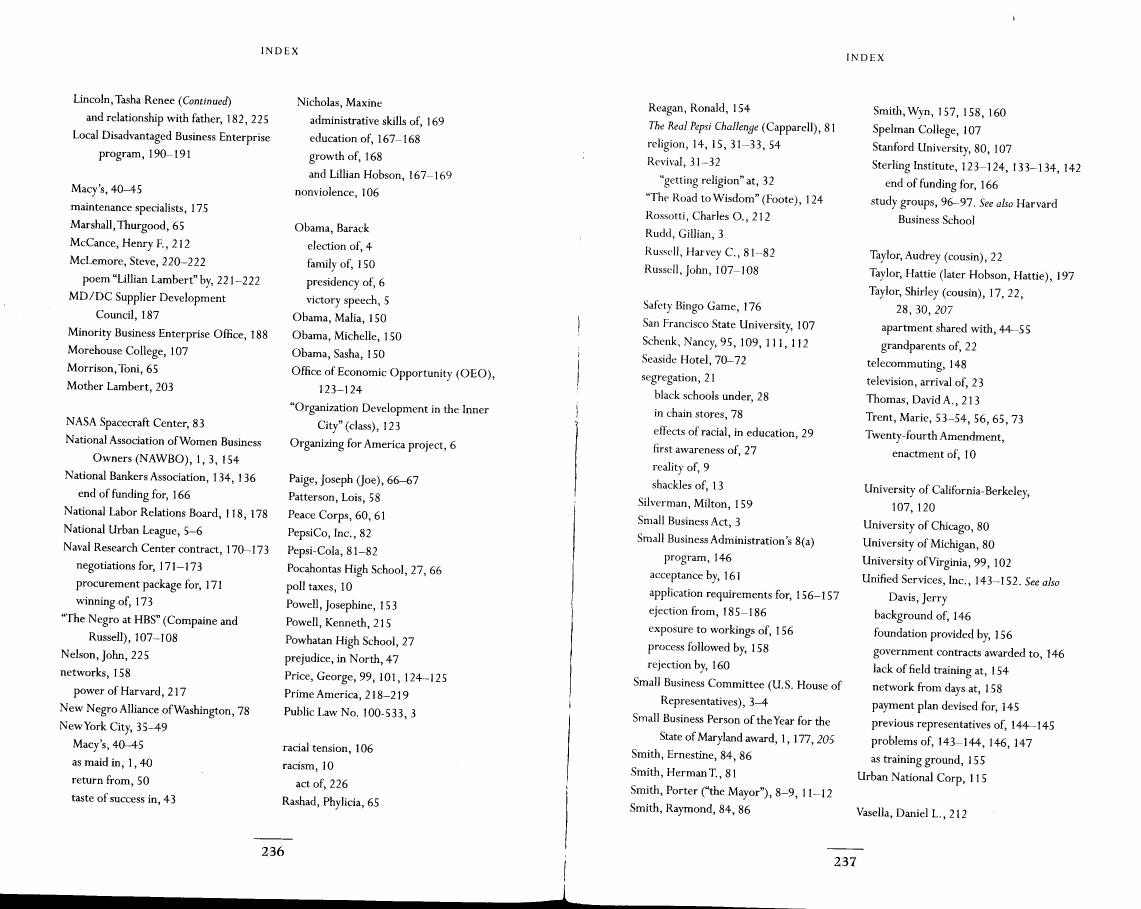 INDEX
Lincoln, Tasha Renee (Continued)
and relationship with father, 182, 225
Local Disadvantaged Business Enterprise
program, 190–191
Macy's, 40–45
maintenance specialists, 175
Marshall, Thurgood, 65
McCance, Henry F., 212
McLemore, Steve, 220–222
poem "Lillian Lambert" by, 221–222
MD/DC Supplier Development
Council, 187
Minority Business Enterprise Office, 188
Morehouse College, 107
Morrison, Toni, 65
Mother Lambert, 203
NASA Spacecraft Center, 83
National Association of Women Business
Owners (NAWBO), 1, 3, 154
National Bankers Association, 134, 136
end of funding for, 166
National Labor Relations Board, 118, 178
National Urban League, 5–6
Naval Research Center contract, 170–173
negotiations for, 171–173
procurement package for, 171
winning of, 173
"The Negro at HBS" (Compaine and
Russell), 107–108
Nelson, John, 225
networks, 158
power of Harvard, 217
New Negro Alliance of Washington, 78
New York City, 35–49
Macy's, 40–45
as maid in, 1, 40
return from, 50
taste of success in, 43
Nicholas, Maxine
administrative skills of, 169
education of, 167–168
growth of, 168
and Lillian Hobson, 167–169
nonviolence, 106
Obama, Barack
election of, 4
family of, 150
presidency of, 6
victory speech, 5
Obama, Malia, 150
Obama, Michelle, 150
Obama, Sasha, 150
Office of Economic Opportunity (OEO),
123–124
"Organization Development in the Inner
City" (class), 123
Organizing for America project, 6
Paige, Joseph (Joe), 66–67
Patterson, Lois, 58
Peace Corps, 60, 61
PepsiCo, Inc., 82
Pepsi-Cola, 81–82
Pocahontas High School, 27, 66
poll taxes, 10
Powell, Josephine, 153
Powell, Kenneth, 215
Powhatan High School, 27
prejudice, in North, 47
Price, George, 99, 101, 124–125
Prime America, 218–219
Public Law No. 100-533, 3
racial tension, 106
racism, 10
act of, 226
Rashad, Phylicia, 65
236
INDEX
Reagan, Ronald, 154
The Real Pepsi Challenge (Capparell), 81
religion, 14, 15, 31–33, 54
Revival, 31–32
"getting religion" at, 32
"The Road to Wisdom" (Foote), 124
Rossotti, Charles O., 212
Rudd, Gillian, 3
Russell, Harvey C., 81–82
Russell, John, 107–108
Safety Bingo Game, 176
San Francisco State University, 107
Schenk, Nancy, 95, 109, 111, 112
Seaside Hotel, 70–72
segregation, 21
black schools under, 28
in chain stores, 78
effects of racial, in education, 29
first awareness of, 27
reality of, 9
shackles of, 13
Silverman, Milton, 159
Small Business Act, 3
Small Business Administration's 8(a)
program, 146
acceptance by, 161
application requirements for, 156–157
ejection from, 185–186
exposure to workings of, 156
process followed by, 158
rejection by, 160
Small Business Committee (U.S. House of
Representatives), 3–4
Small Business Person of the Year for the
State of Maryland award, 1, 177, 205
Smith, Ernestine, 84, 86
Smith, Herman T., 81
Smith, Porter ("the Mayor"), 8–9, 11–12
Smith, Raymond, 84, 86
Smith, Wyn, 157, 158, 160
Spelman College, 107
Stanford University, 80, 107
Sterling Institute, 123–124, 133–134, 142
end of funding for, 166
study groups, 96–97. See also Harvard
Business School
Taylor, Audrey (cousin), 22
Taylor, Hattie (later Hobson, Hattie), 197
Taylor, Shirley (cousin), 17, 22,
28, 30, 207
apartment shared with, 44–55
grandparents of, 22
telecommuting, 148
television, arrival of, 23
Thomas, David A., 213
Trent, Marie, 53–54, 56, 65, 73
Twenty-fourth Amendment,
enactment of, 10
University of California-Berkeley,
107, 120
University of Chicago, 80
University of Michigan, 80
University of Virginia, 99, 102
Unified Services, Inc., 143–152. See also
Davis, Jerry
background of, 146
foundation provided by, 156
government contracts awarded to, 146
lack of field training at, 154
network from days at, 158
payment plan devised for, 145
previous representatives of, 144–145
problems of, 143–144, 146, 147
as training ground, 155
Urban National Corp, 115
Vasella, Daniel L., 212
237